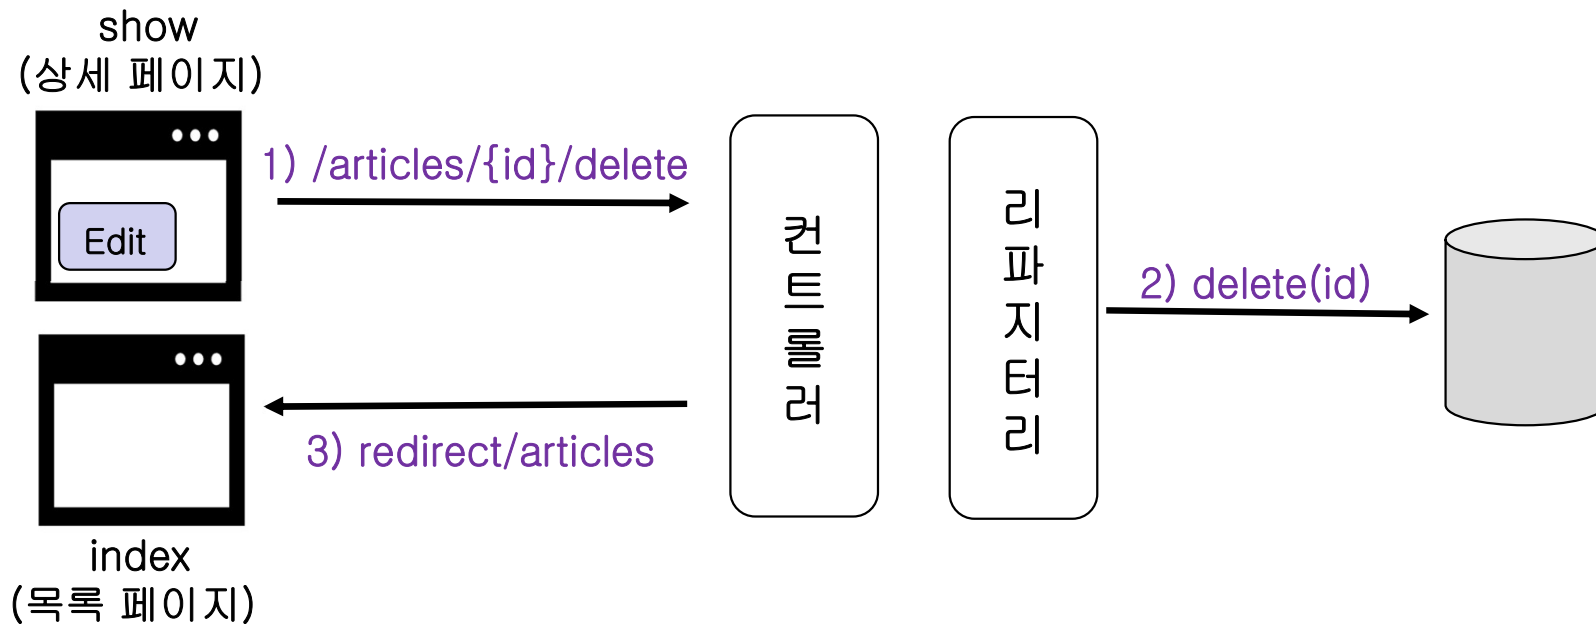 show
(상세 페이지)
1) /articles/{id}/delete
Edit
컨트롤러
리파지터리
2) delete(id)
3) redirect/articles
index
(목록 페이지)